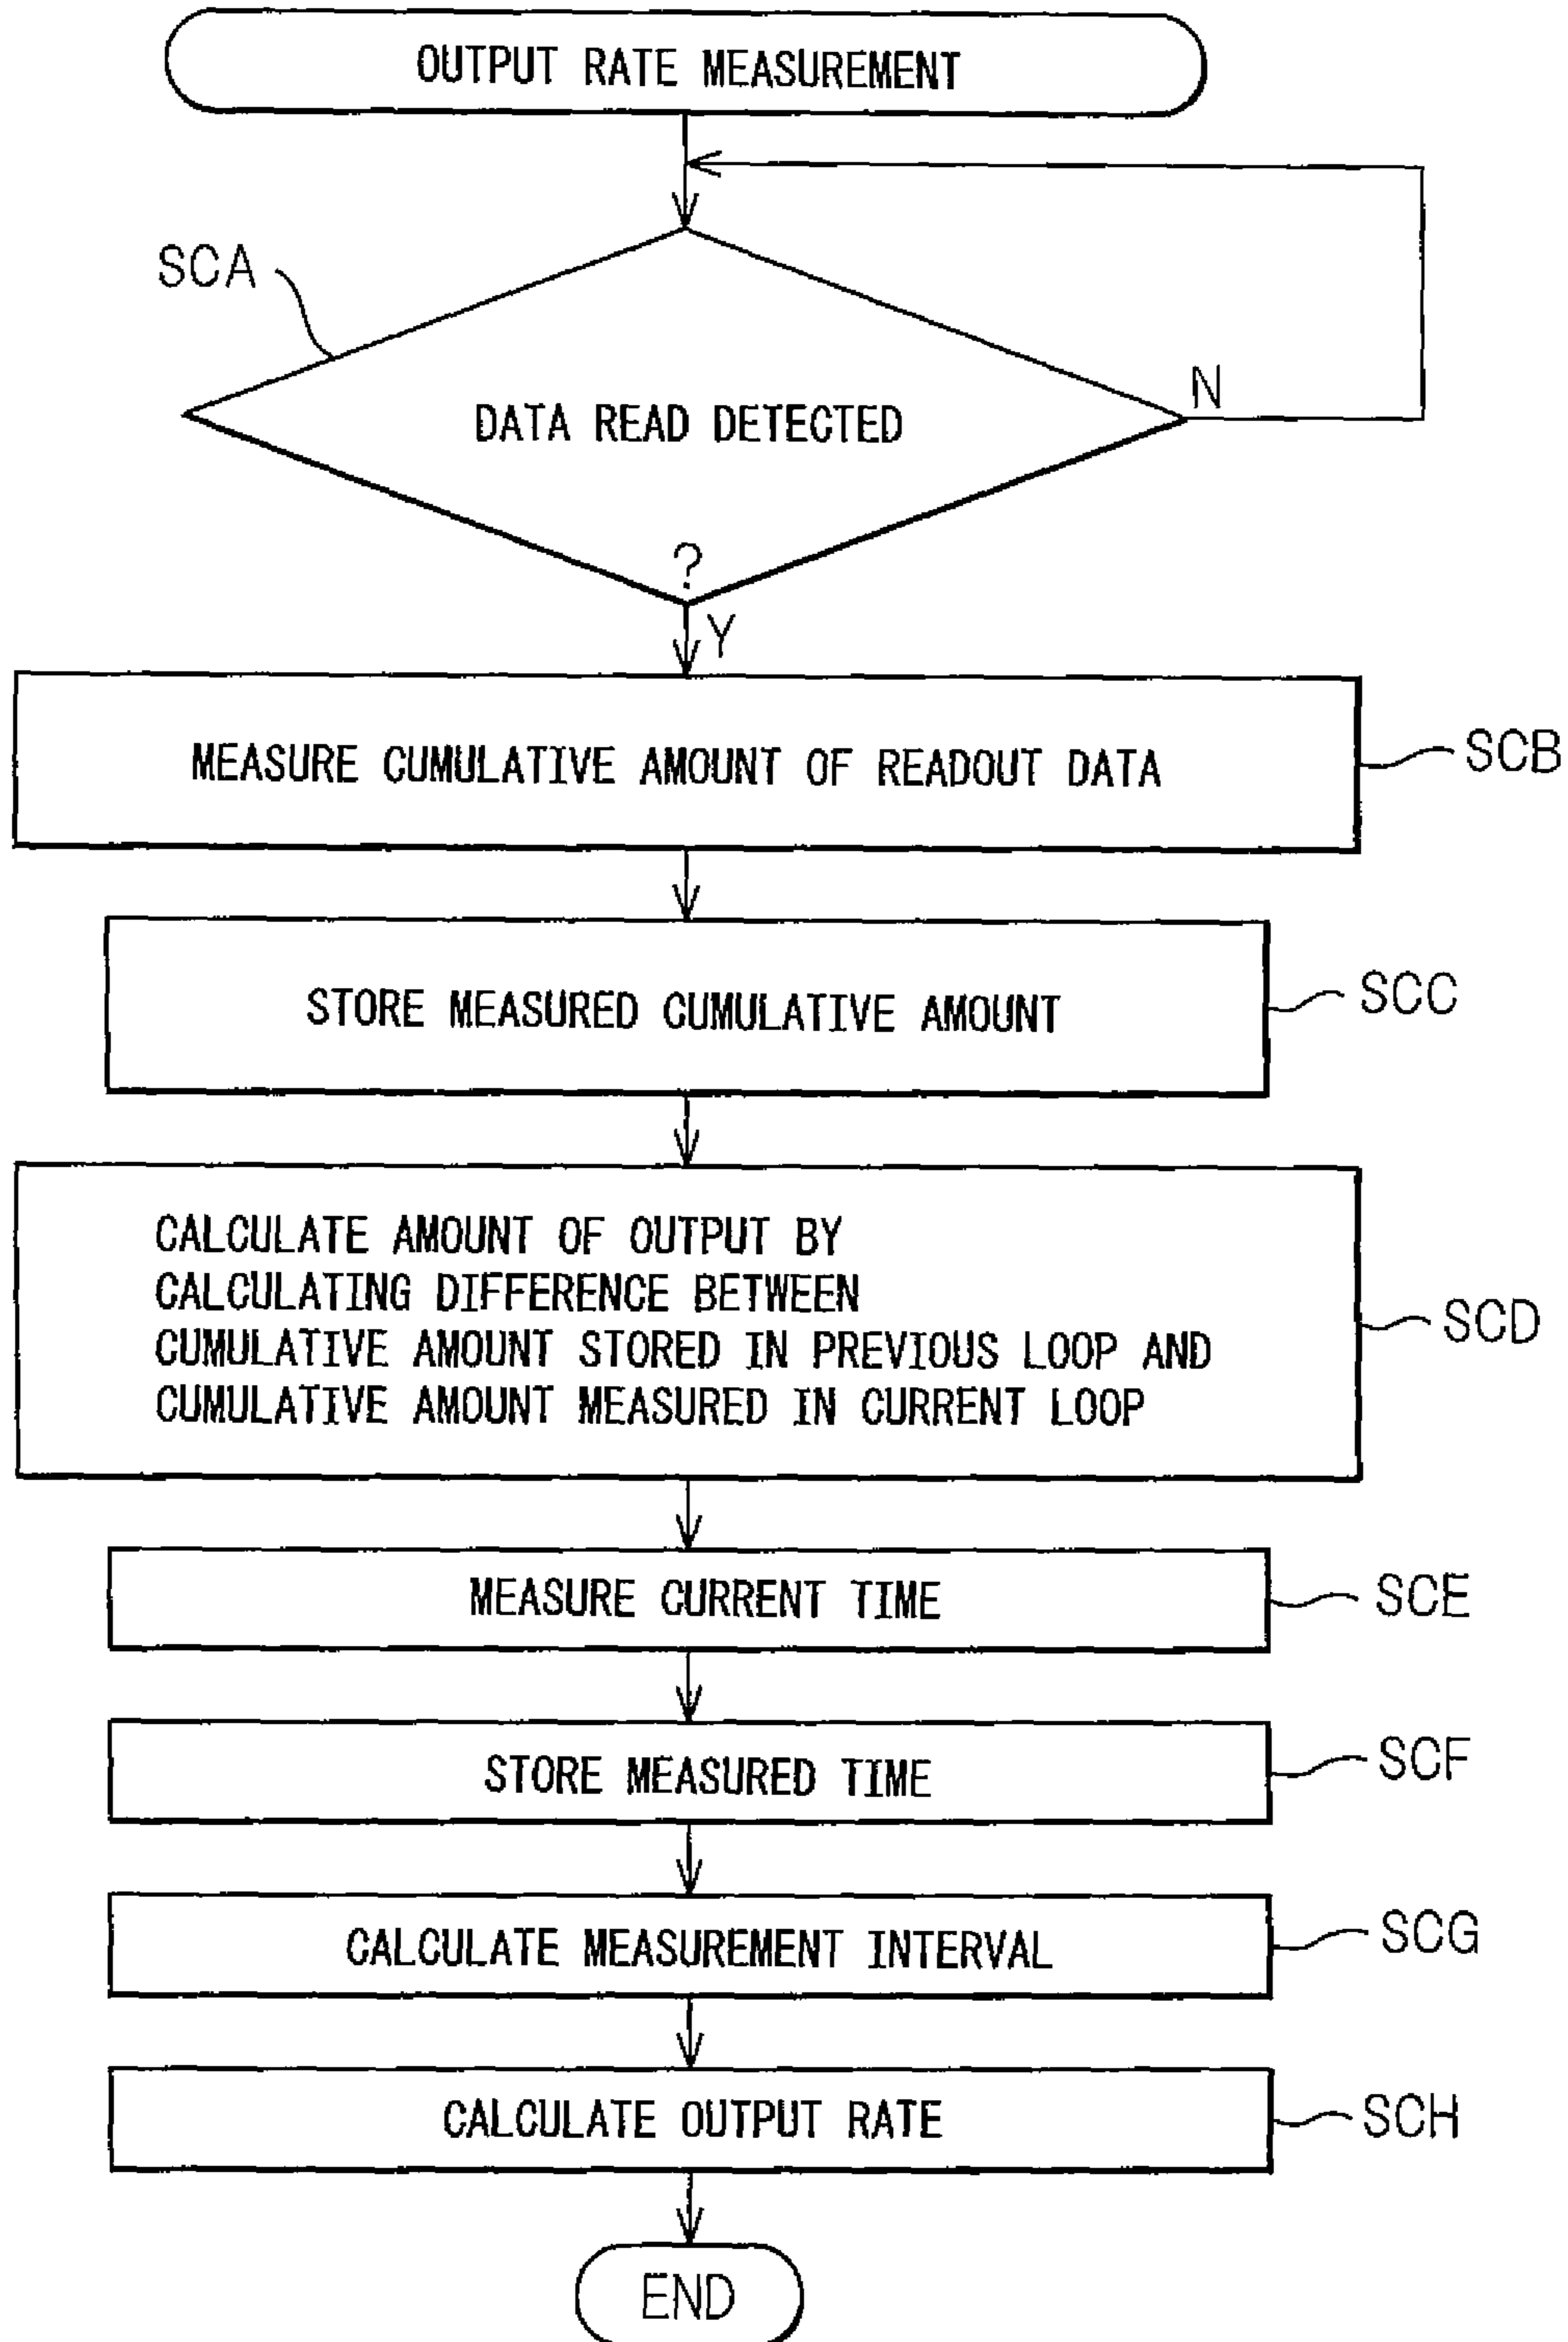 OUTPUT RATE MEASUREMENT
SCA
N
DATA READ DETECTED
?
Y
MEASURE CUMULATIVE AMOUNT OF READOUT DATA
SCB
STORE MEASURED CUMULATIVE AMOUNT
SCC
CALCULATE AMOUNT OF OUTPUT BY
CALCULATING DIFFERENCE BETWEEN
CUMULATIVE AMOUNT STORED IN PREVIOUS LOOP AND
CUMULATIVE AMOUNT MEASURED IN CURRENT LOOP
SCD
MEASURE CURRENT TIME
SCE
STORE MEASURED TIME
SCF
CALCULATE MEASUREMENT INTERVAL
SCG
CALCULATE OUTPUT RATE
SCH
END